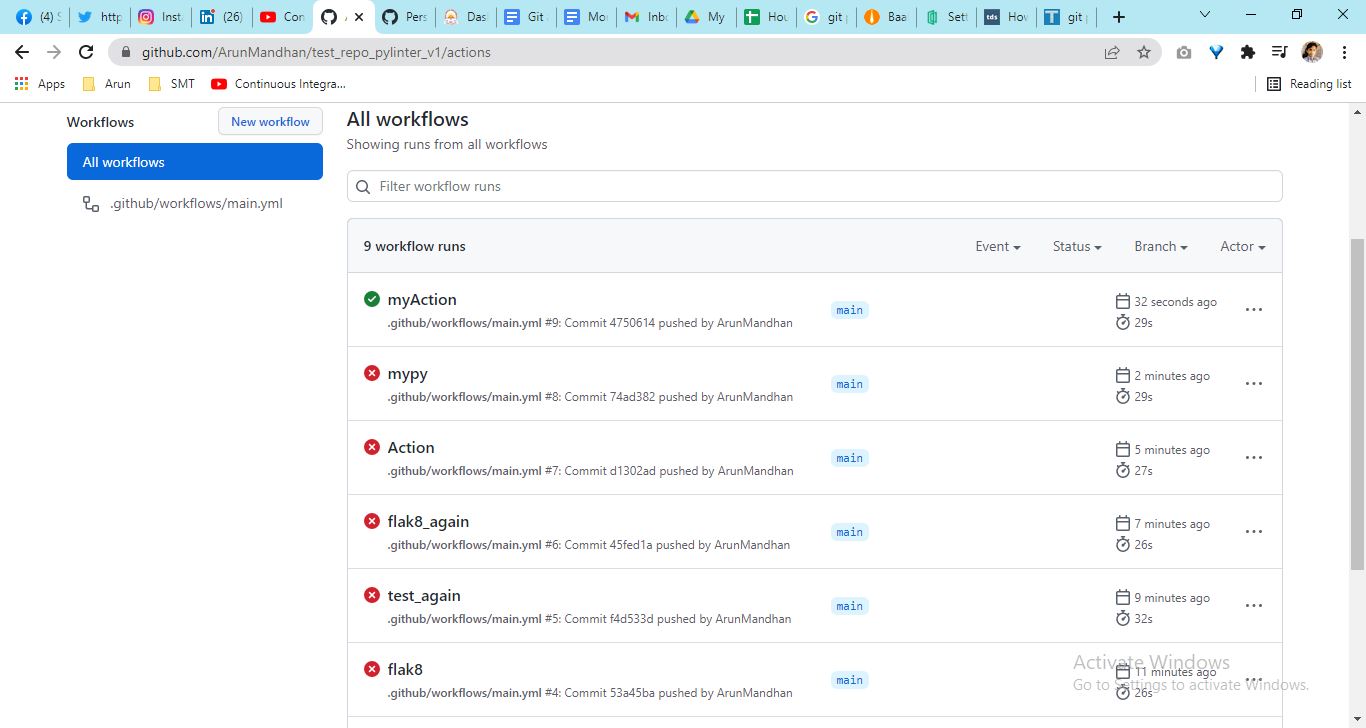 (4) S
http
Inst
(26)
Con
Pers
Das
Git
Mo
Inb
My
Hou
git
Baa
Sett
How
git
github.com/ArunMandhan/test_repo_pylinter_v1/actions
Apps
Arun
SMT
Continuous Integra...
Reading list
Workflows
New workflow
All workflows
.github/workflows/main.yml
All workflows
Showing runs from all workflows
Filter workflow runs
9 workflow runs
Event
Status
Branch
Actor
myAction
.github/workflows/main.yml #9: Commit 4750614 pushed by ArunMandhan
main
32 seconds ago
29s
mypy
.github/workflows/main.yml #8: Commit 74ad382 pushed by ArunMandhan
main
2 minutes ago
29s
Action
.github/workflows/main.yml #7: Commit d1302ad pushed by ArunMandhan
main
5 minutes ago
27s
flak8_again
.github/workflows/main.yml #6: Commit 45fed1a pushed by ArunMandhan
main
7 minutes ago
26s
test_again
.github/workflows/main.yml #5: Commit f4d533d pushed by ArunMandhan
main
9 minutes ago
32s
flak8
.github/workflows/main.yml #4: Commit 53a45ba pushed by ArunMandhan
main
11 minutes ago
26s
Activate Windows
Go to Settings to activate Windows.